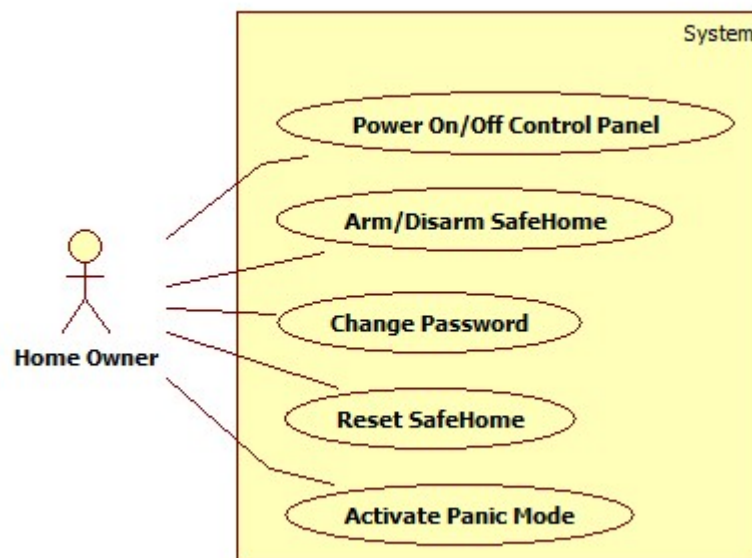 System
Power On/Off Control Panel
Arm/Disarm SafeHome
Change Password
Home Owner
Reset SafeHome
Activate Panic Mode